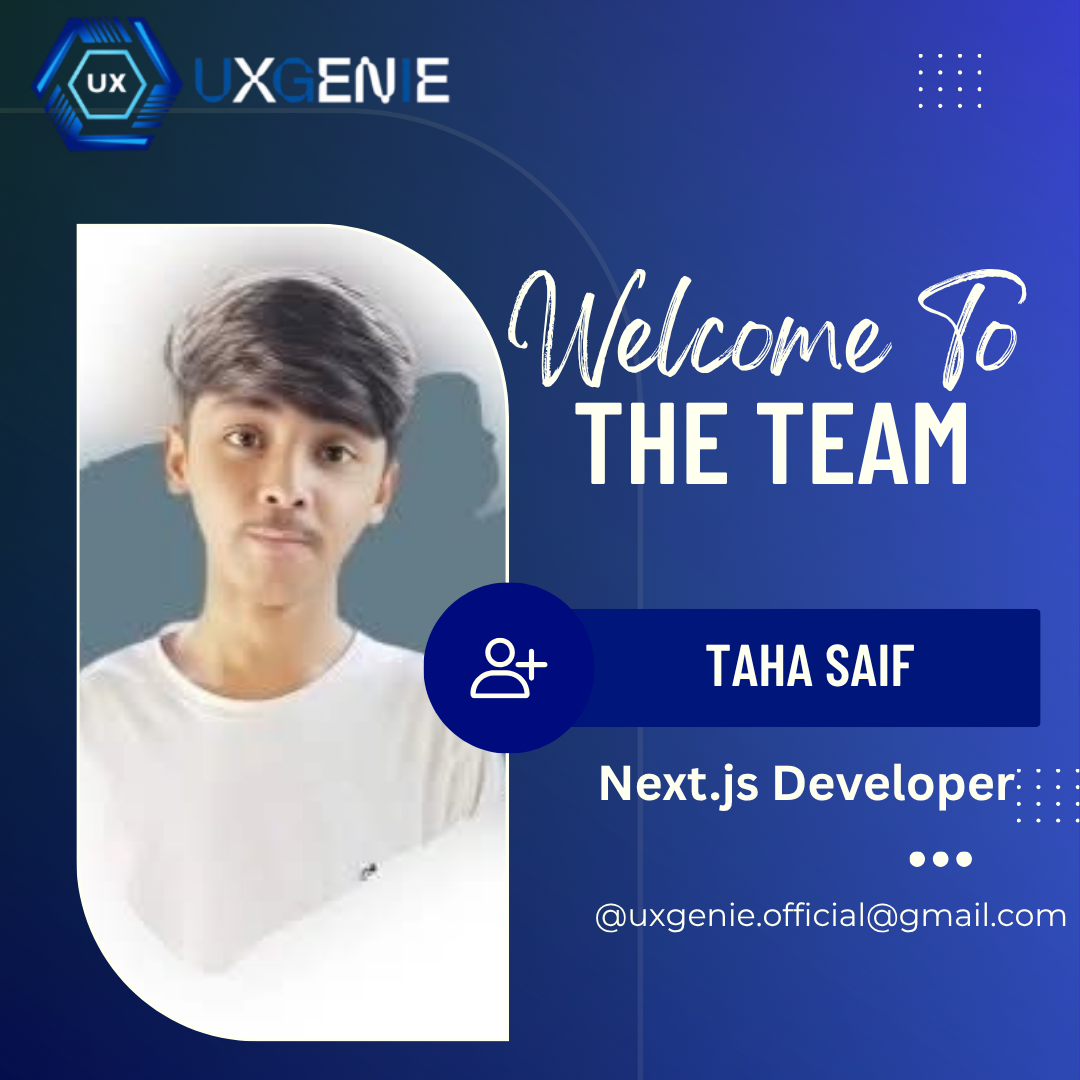 UX
UXGENIE
Welcome To
THE TEAM
TAHA SAIF
Next.js Developer
@uxgenie.official@gmail.com